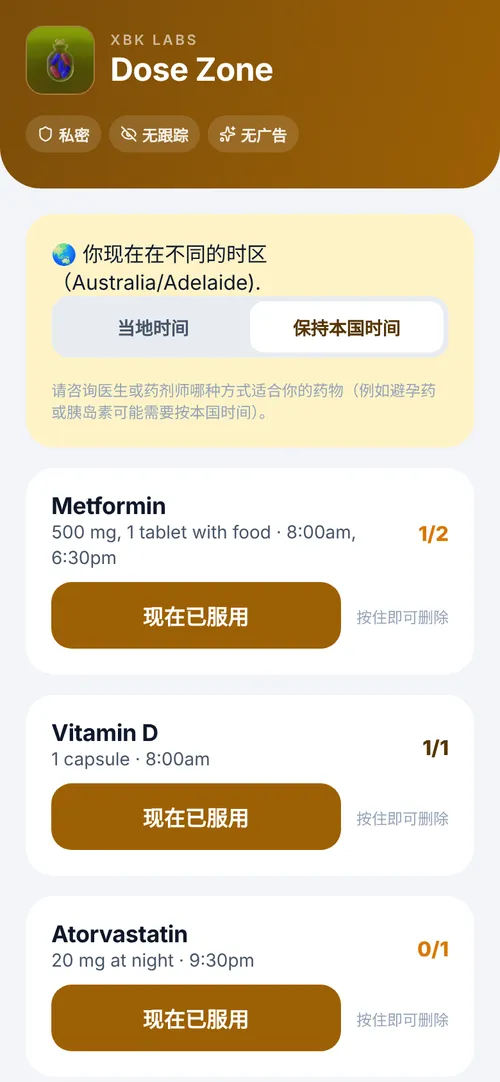 XBK LABS
Dose Zone
私密
无跟踪
无广告
🌏 你现在在不同的时区
（Australia/Adelaide).
当地时间
保持本国时间
请咨询医生或药剂师哪种方式适合你的药物（例如避孕药
或胰岛素可能需要按本国时间）。
Metformin
500 mg, 1 tablet with food · 8:00am,
6:30pm
1/2
现在已服用
按住即可删除
Vitamin D
1 capsule · 8:00am
1/1
现在已服用
按住即可删除
Atorvastatin
20 mg at night · 9:30pm
0/1
现在已服用
按住即可删除